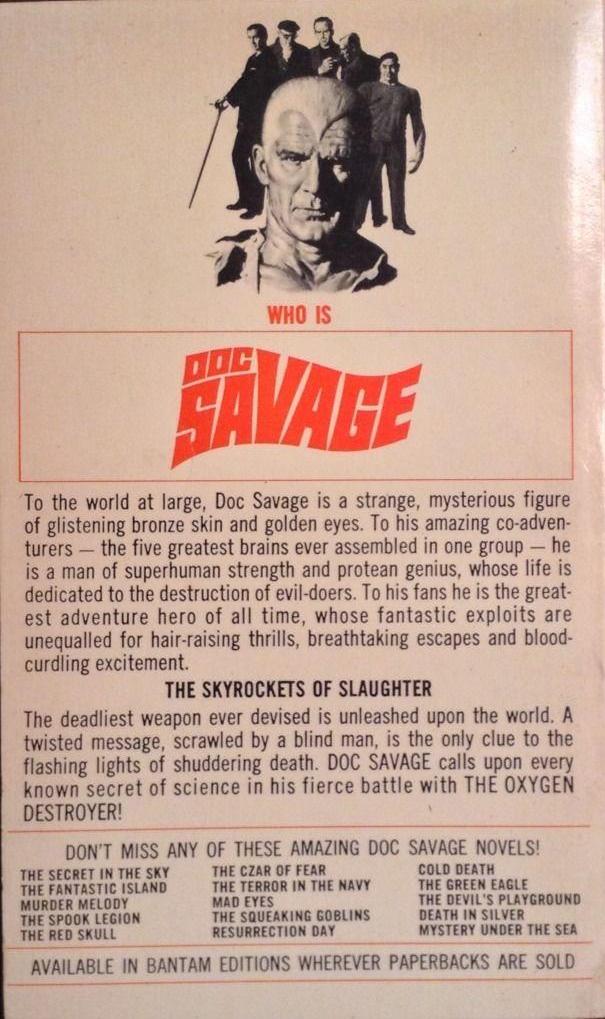 WHO IS
DOC
SAVAGE
To the world at large, Doc Savage is a strange, mysterious figure
of glistening bronze skin and golden eyes. To his amazing co-adven-
turers — the five greatest brains ever assembled in one group — he
is a man of superhuman strength and protean genius, whose life is
dedicated to the destruction of evil-doers. To his fans he is the great-
est adventure hero of all time, whose fantastic exploits are
unequalled for hair-raising thrills, breathtaking escapes and blood-
curdling excitement.
THE SKYROCKETS OF SLAUGHTER
The deadliest weapon ever devised is unleashed upon the world. A
twisted message, scrawled by a blind man, is the only clue to the
flashing lights of shuddering death. DOC SAVAGE calls upon every
known secret of science in his fierce battle with THE OXYGEN
DESTROYER!
DON'T MISS ANY OF THESE AMAZING DOC SAVAGE NOVELS!
THE SECRET IN THE SKY
THE FANTASTIC ISLAND
MURDER MELODY
THE SPOOK LEGION
THE RED SKULL
THE CZAR OF FEAR
THE TERROR IN THE NAVY
MAD EYES
THE SQUEAKING GOBLINS
RESURRECTION DAY
COLD DEATH
THE GREEN EAGLE
THE DEVIL'S PLAYGROUND
DEATH IN SILVER
MYSTERY UNDER THE SEA
AVAILABLE IN BANTAM EDITIONS WHEREVER PAPERBACKS ARE SOLD